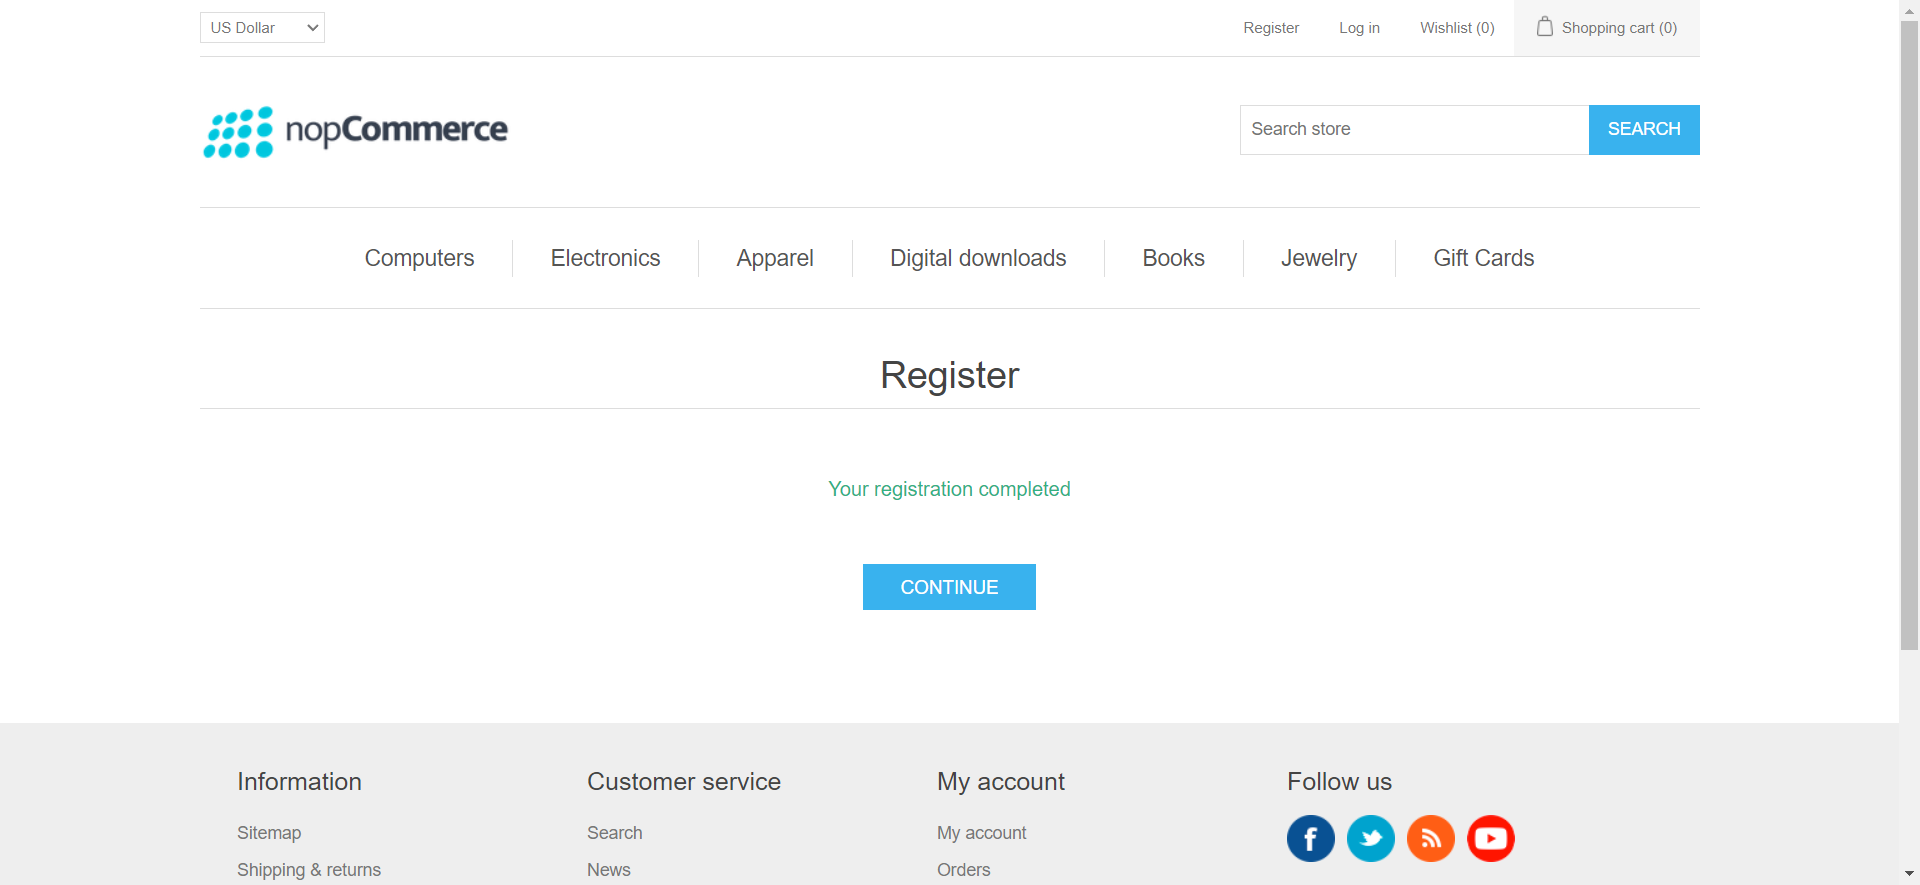 US Dollar
Register
Log in
Wishlist (0)
Shopping cart (0)
nopCommerce
Search store
SEARCH
Computers
Electronics
Apparel
Digital downloads
Books
Jewelry
Gift Cards
Register
Your registration completed
CONTINUE
Information
Sitemap
Shipping & returns
Customer service
Search
News
My account
My account
Orders
Follow us
f